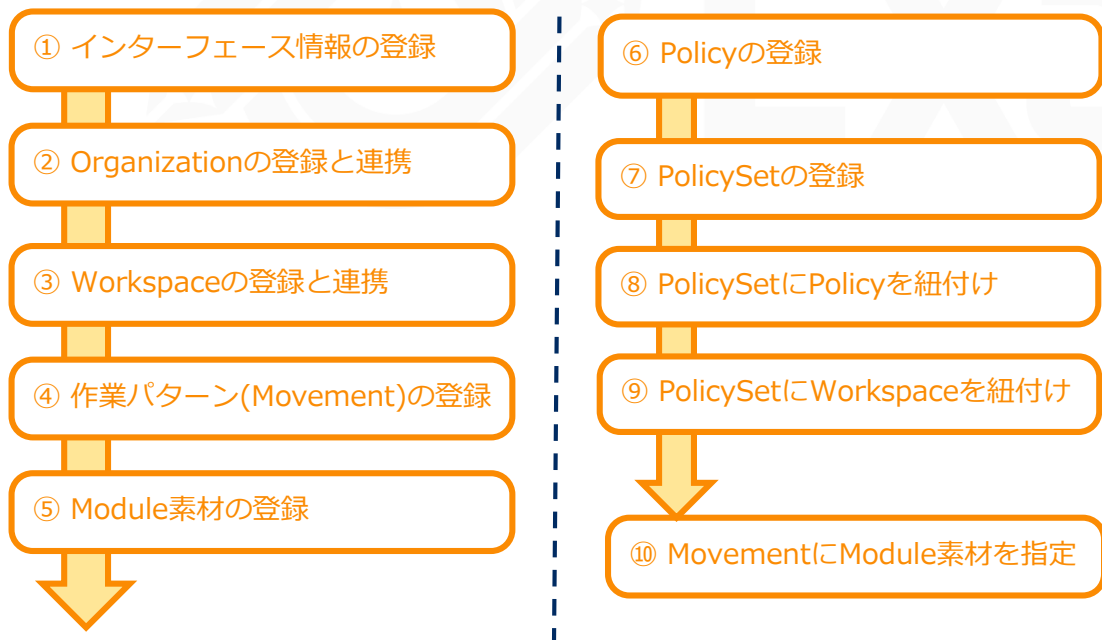 ① インターフェース情報の登録
② Organizationの登録と連携
③ Workspaceの登録と連携
④ 作業パターン(Movement)の登録
⑤ Module素材の登録
⑥ Policyの登録
⑦ PolicySetの登録
⑧ PolicySetにPolicyを紐付け
⑨ PolicySetにWorkspaceを紐付け
⑩ MovementにModule素材を指定